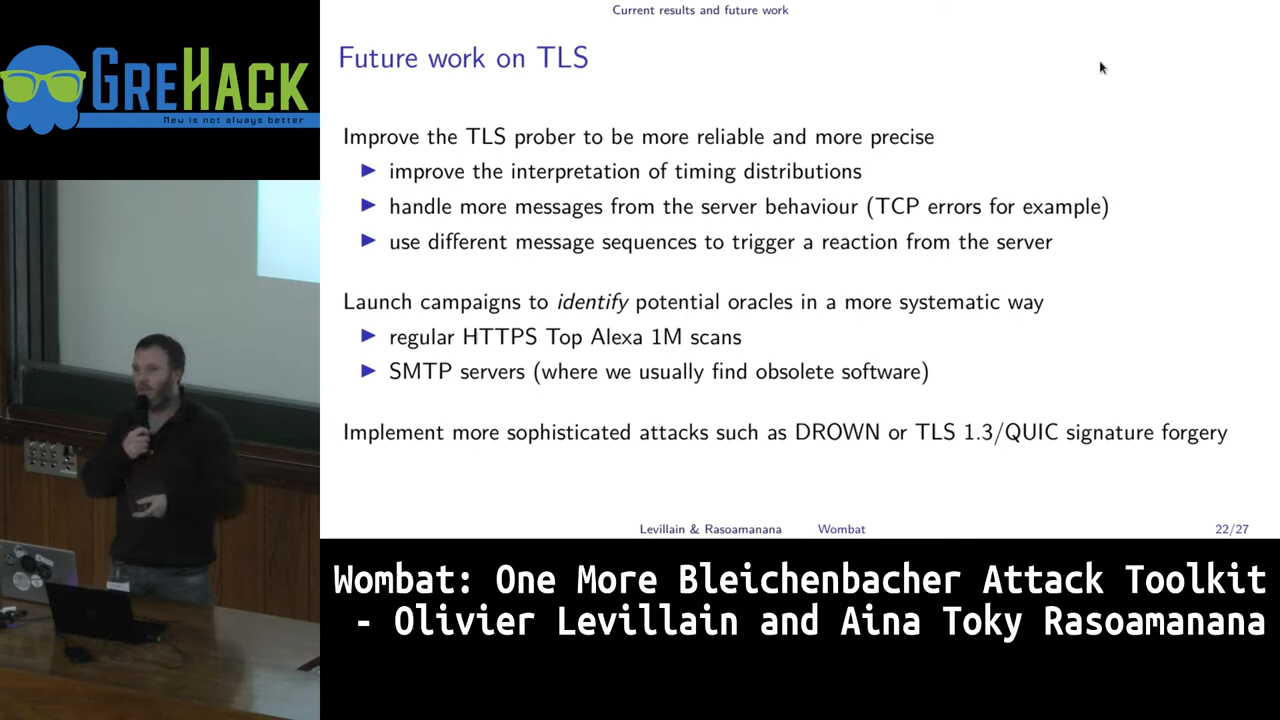 GREHACK
New is not always better
Current results and future work
Future work on TLS
Improve the TLS prober to be more reliable and more precise
improve the interpretation of timing distributions
handle more messages from the server behaviour (TCP errors for example)
use different message sequences to trigger a reaction from the server
Launch campaigns to identify potential oracles in a more systematic way
regular HTTPS Top Alexa 1M scans
SMTP servers (where we usually find obsolete software)
Implement more sophisticated attacks such as DROWN or TLS 1.3/QUIC signature forgery
Levillain & Rasoamanana Wombat 22/27
Wombat: One More Bleichenbacher Attack Toolkit
- Olivier Levillain and Aina Toky Rasoamanana